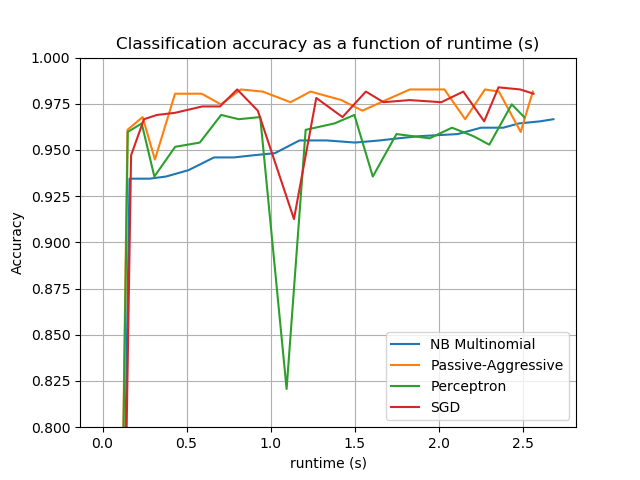 Classification accuracy as a function of runtime (s)
1.000
0.975
0.950
0.925
0.900
0.875
0.850
0.825
0.800
Accuracy
NB Multinomial
Passive-Aggressive
Perceptron
SGD
0.0 0.5 1.0 1.5 2.0 2.5
runtime (s)